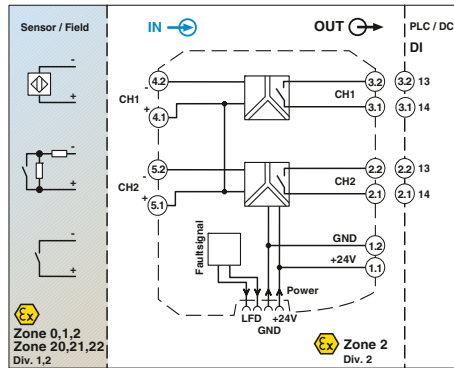 Sensor / Field
IN
OUT
PLC / DC
DI
-
+
-
+
-
+
4.2
-
CH1
+
4.1
3.2
CH1
3.1
3.2
13
3.1
14
5.2
-
CH2
+
5.1
2.2
CH2
2.1
2.2
13
2.1
14
Faultsignal
GND
1.2
+24V
1.1
Power
LFD
+24V
GND
Ex
Zone 0,1,2
Zone 20,21,22
Div. 1,2
Ex
Zone 2
Div. 2